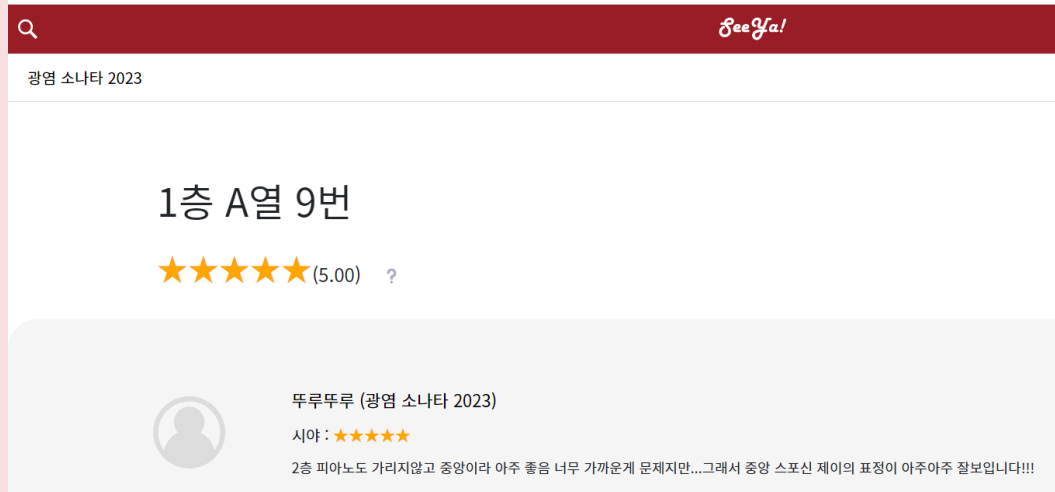 SeeYa!
광염 소나타 2023
1층 A열 9번
★★★★★(5.00) ?
뚜루뚜루 (광염 소나타 2023)
시야 : ★★★★★
2층 피아노도 가리지않고 중앙이라 아주 좋음 너무 가까운게 문제지만...그래서 중앙 스포신 제이의 표정이 아주아주 잘보입니다!!!